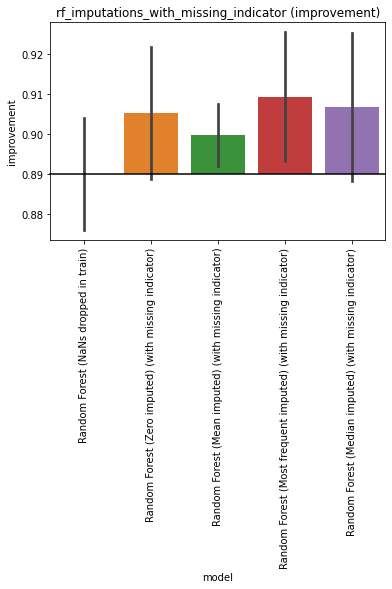 rf_imputations_with_missing_indicator (improvement)
improvement
0.92
0.91
0.90
0.89
0.88
Random Forest (NaNs dropped in train)
Random Forest (Zero imputed) (with missing indicator)
Random Forest (Mean imputed) (with missing indicator)
Random Forest (Most frequent imputed) (with missing indicator)
Random Forest (Median imputed) (with missing indicator)
model